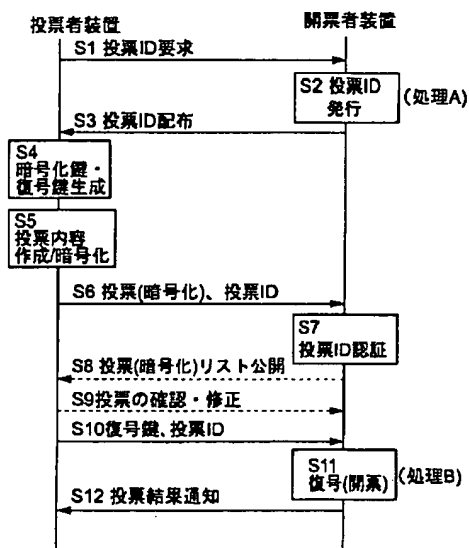 投票者装置
開票者装置
S1 投票ID要求
S2 投票ID
発行
(処理A)
S3 投票ID配布
S4
暗号化鍵・
復号鍵生成
S5
投票内容
作成/暗号化
S6 投票(暗号化)、投票ID
S7
投票ID認証
S8 投票(暗号化)リスト公開
S9投票の確認・修正
S10復号鍵、投票ID
S11
復号(開票)
(処理B)
S12 投票結果通知